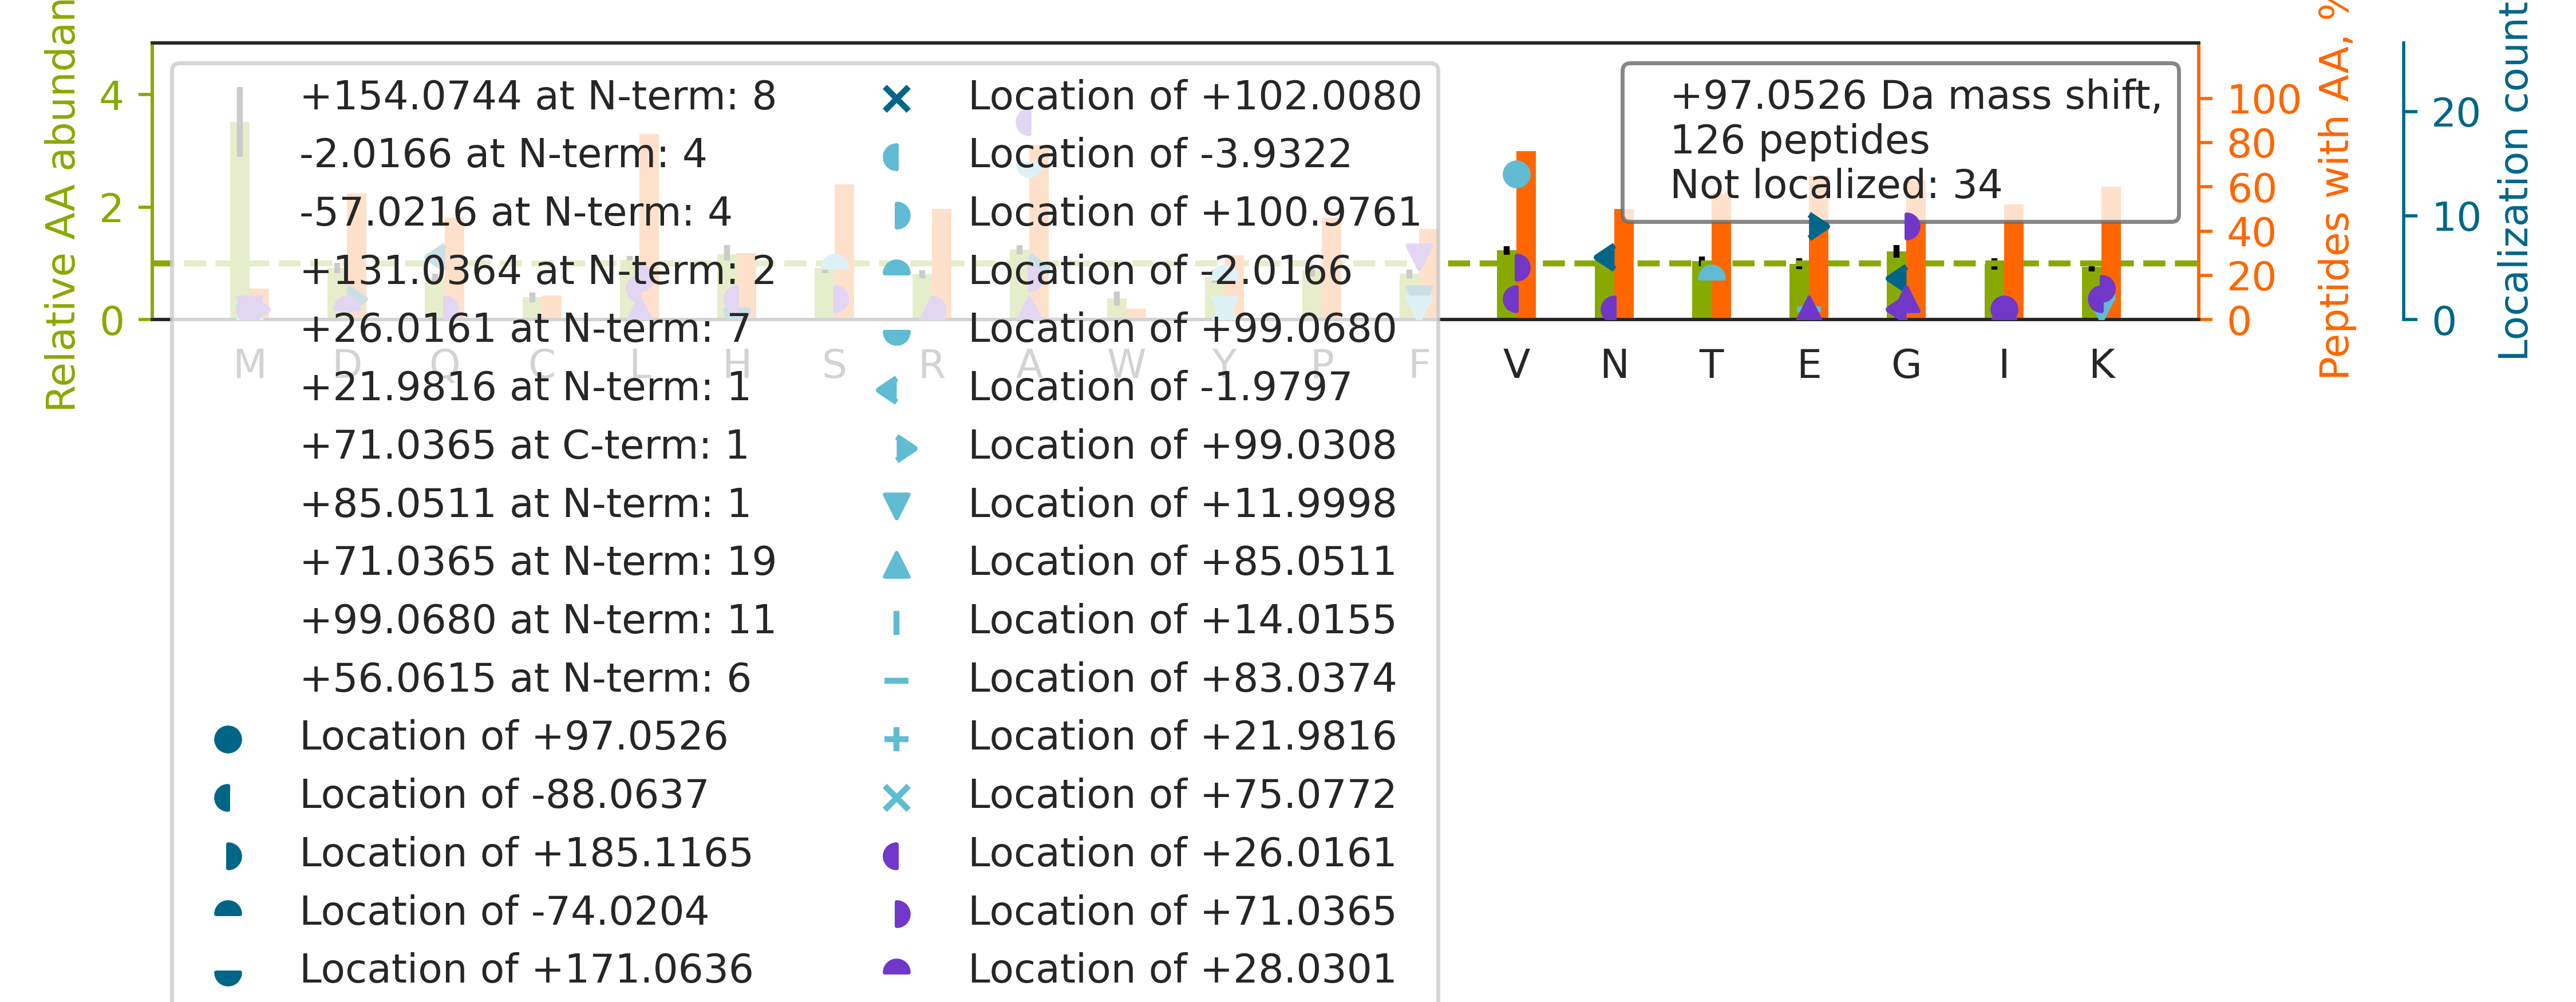 Relative AA abundan
4
2
0
+154.0744 at N-term: 8
-2.0166 at N-term: 4
-57.0216 at N-term: 4
+131.0364 at N-term: 2
+26.0161 at N-term: 7
+21.9816 at N-term: 1
+71.0365 at C-term: 1
+85.0511 at N-term: 1
+71.0365 at N-term: 19
+99.0680 at N-term: 11
+56.0615 at N-term: 6
Location of +97.0526
Location of -88.0637
Location of +185.1165
Location of -74.0204
Location of +171.0636
Location of +102.0080
Location of -3.9322
Location of +100.9761
Location of -2.0166
Location of +99.0680
Location of -1.9797
Location of +99.0308
Location of +11.9998
Location of +85.0511
Location of +14.0155
Location of +83.0374
Location of +21.9816
Location of +75.0772
Location of +26.0161
Location of +71.0365
Location of +28.0301
+97.0526 Da mass shift,
126 peptides
Not localized: 34
M D Q C L H S R A W Y P F V N T E G I K
100
80
60
40
20
0
Peptides with AA, %
20
10
0
Localization count